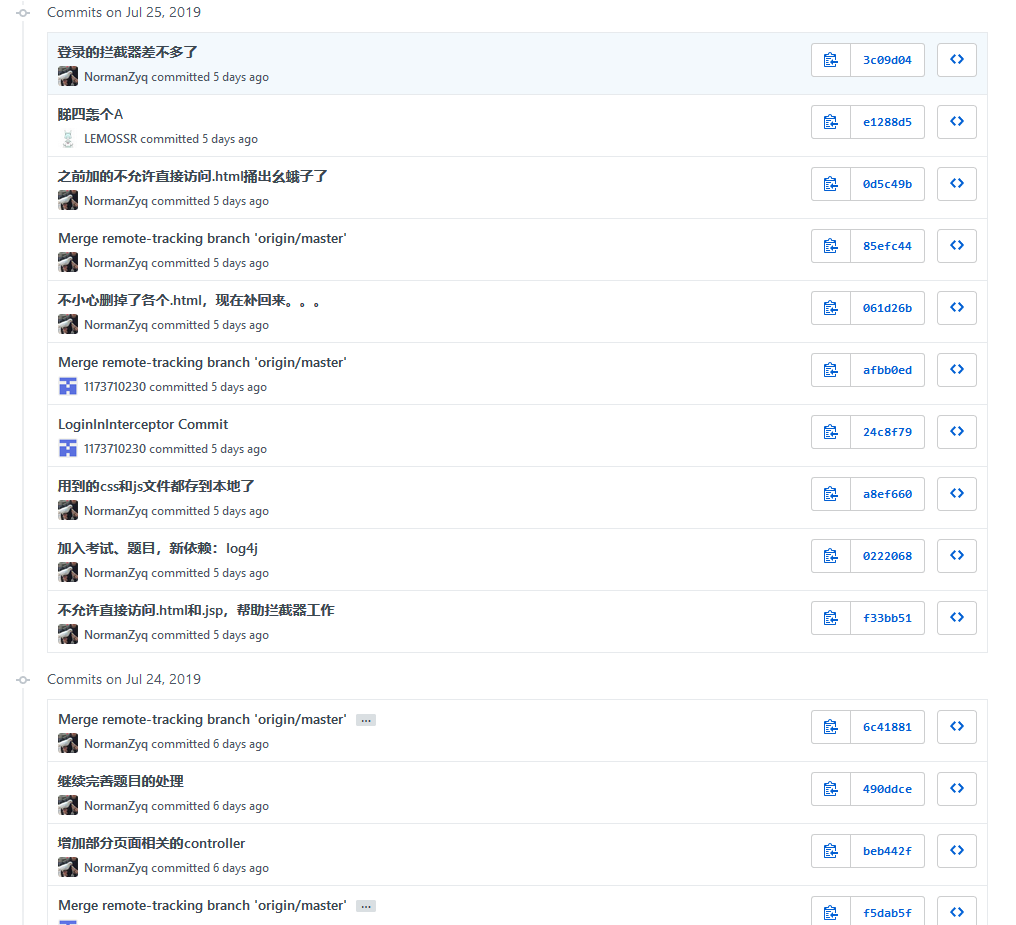 Commits on Jul 25, 2019
登录的拦截器差不多了
3c09d04
NormanZyq committed 5 days ago
睇四盖个A
e1288d5
LEMOSSR committed 5 days ago
之前加的不允许直接访问.html捅出幺蛾子了
0d5c49b
NormanZyq committed 5 days ago
Merge remote-tracking branch 'origin/master'
85efc44
NormanZyq committed 5 days ago
不小心删掉了各个.html，现在补回来。。。
061d26b
NormanZyq committed 5 days ago
Merge remote-tracking branch 'origin/master'
afbb0ed
1173710230 committed 5 days ago
LoginInInterceptor Commit
24c8f79
1173710230 committed 5 days ago
用到的css和js文件都存到本地了
a8ef660
NormanZyq committed 5 days ago
加入考试、题目，新依赖：log4j
0222068
NormanZyq committed 5 days ago
不允许直接访问.html和.jsp，帮助拦截器工作
f33bb51
NormanZyq committed 5 days ago
Commits on Jul 24, 2019
Merge remote-tracking branch 'origin/master' …
6c41881
NormanZyq committed 6 days ago
继续完善题目的处理
490ddce
NormanZyq committed 6 days ago
增加部分页面相关的controller
beb442f
NormanZyq committed 6 days ago
Merge remote-tracking branch 'origin/master' …
f5dab5f